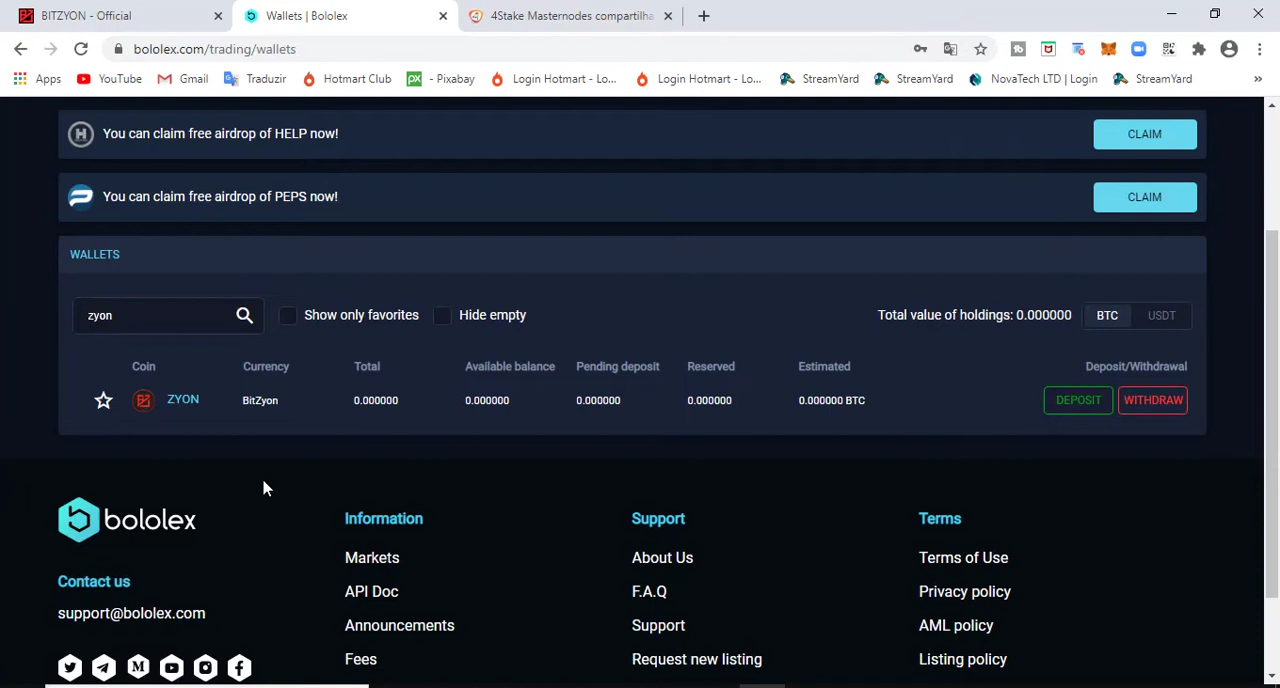 BITZYON - Official
Wallets | Bololex
4Stake Masternodes compartilha
bololex.com/trading/wallets
Apps YouTube Gmail Traduzir Hotmart Club - Pixsbay Login Hotmart - Lo... Login Hotmart - Lo... StreamYard StreamYard NovaTech LTD | Login StreamYard »
You can claim free airdrop of HELP now! CLAIM
You can claim free airdrop of PEPS now! CLAIM
WALLETS
zyon Show only favorites Hide empty Total value of holdings: 0.000000 BTC USDT
Coin Currency Total Available balance Pending deposit Reserved Estimated Deposit/Withdrawal
ZYON BitZyon 0.000000 0.000000 0.000000 0.000000 0.000000 BTC DEPOSIT WITHDRAW
bololex
Contact us
support@bololex.com
Information
Markets
API Doc
Announcements
Fees
Support
About Us
F.A.Q
Support
Request new listing
Terms
Terms of Use
Privacy policy
AML policy
Listing policy